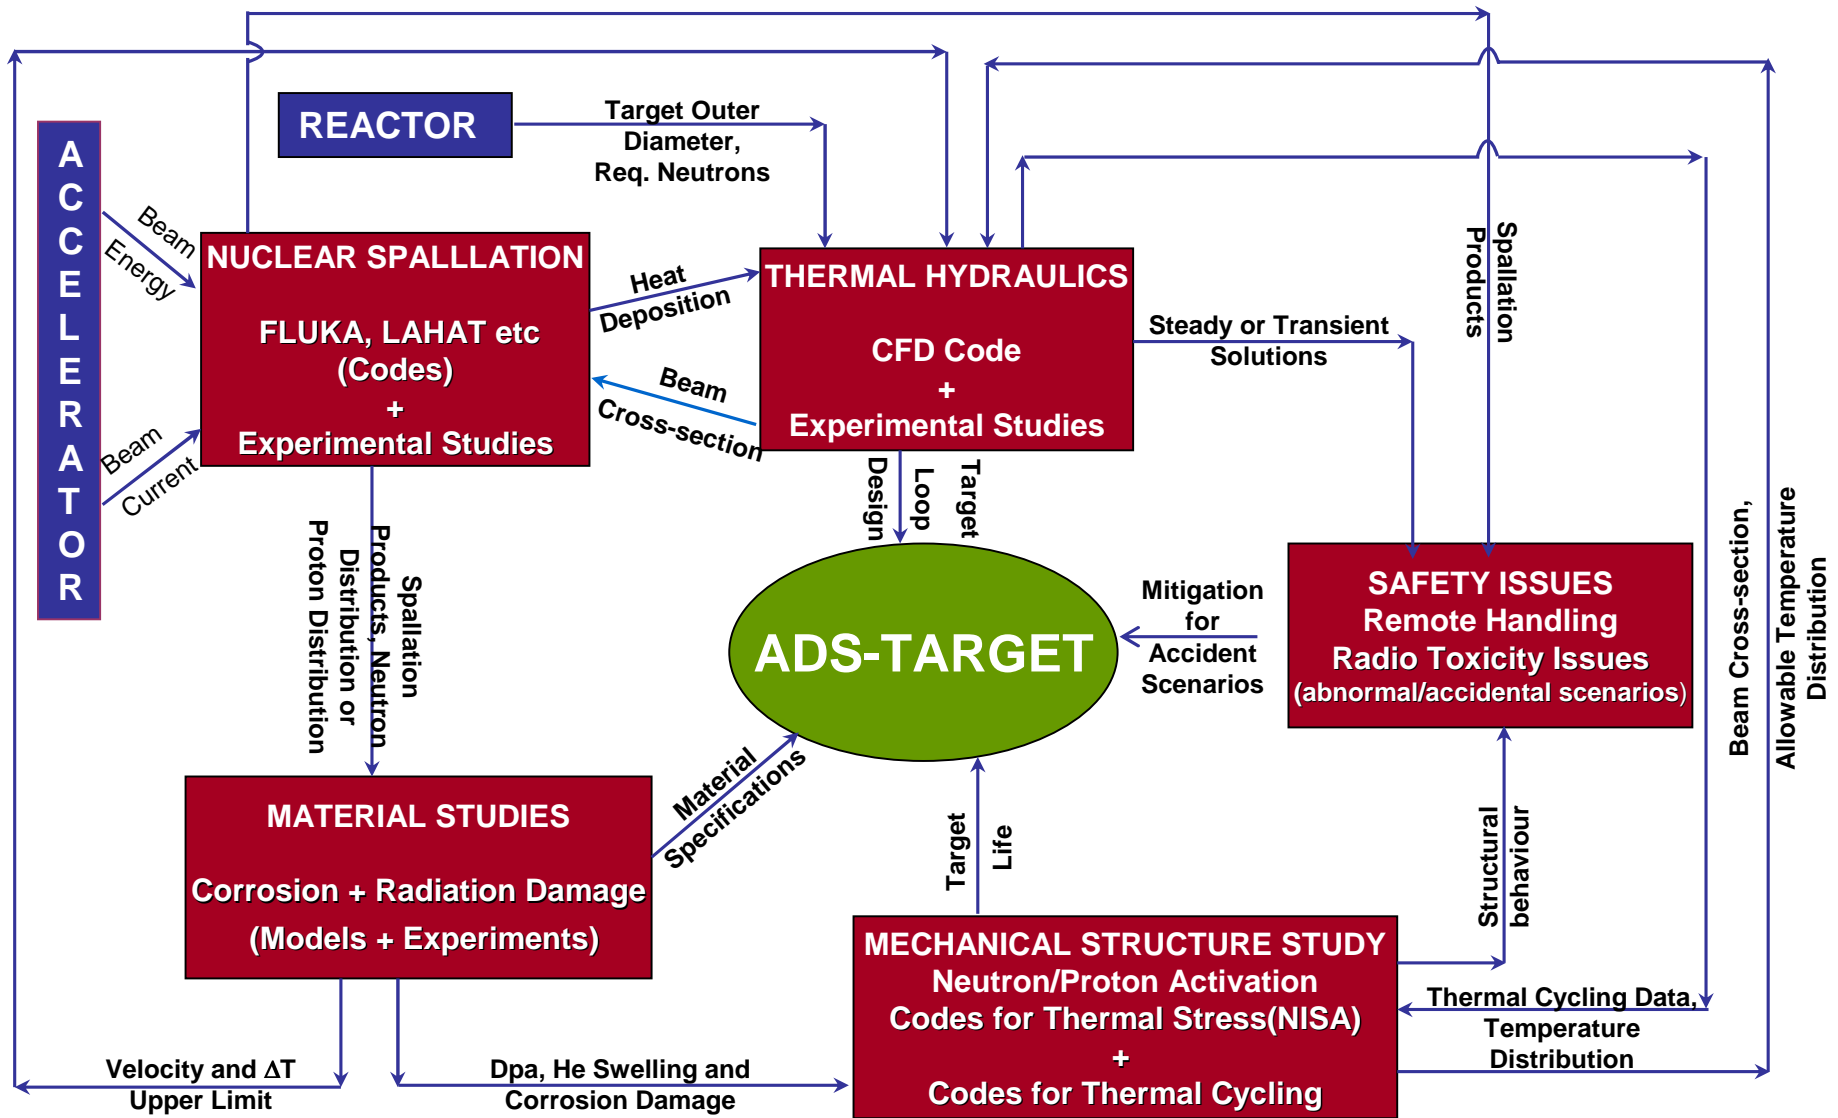 REACTOR
Target Outer
Diameter,
Req. Neutrons
ACCELERATOR
Beam
Energy
Beam
Current
NUCLEAR SPALLLATION
FLUKA, LAHAT etc
(Codes)
+
Experimental Studies
Heat
Deposition
Beam
Cross-section
THERMAL HYDRAULICS
CFD Code
+
Experimental Studies
Steady or Transient
Solutions
Spallation
Products
Target
Loop
Design
Spallation
Products, Neutron
Distribution or
Proton Distribution
ADS-TARGET
Mitigation
for
Accident
Scenarios
SAFETY ISSUES
Remote Handling
Radio Toxicity Issues
(abnormal/accidental scenarios)
Beam Cross-section,
Allowable Temperature
Distribution
MATERIAL STUDIES
Corrosion + Radiation Damage
(Models + Experiments)
Material
Specifications
Target
Life
Structural
behaviour
MECHANICAL STRUCTURE STUDY
Neutron/Proton Activation
Codes for Thermal Stress(NISA)
+
Codes for Thermal Cycling
Thermal Cycling Data,
Temperature
Distribution
Velocity and ΔT
Upper Limit
Dpa, He Swelling and
Corrosion Damage